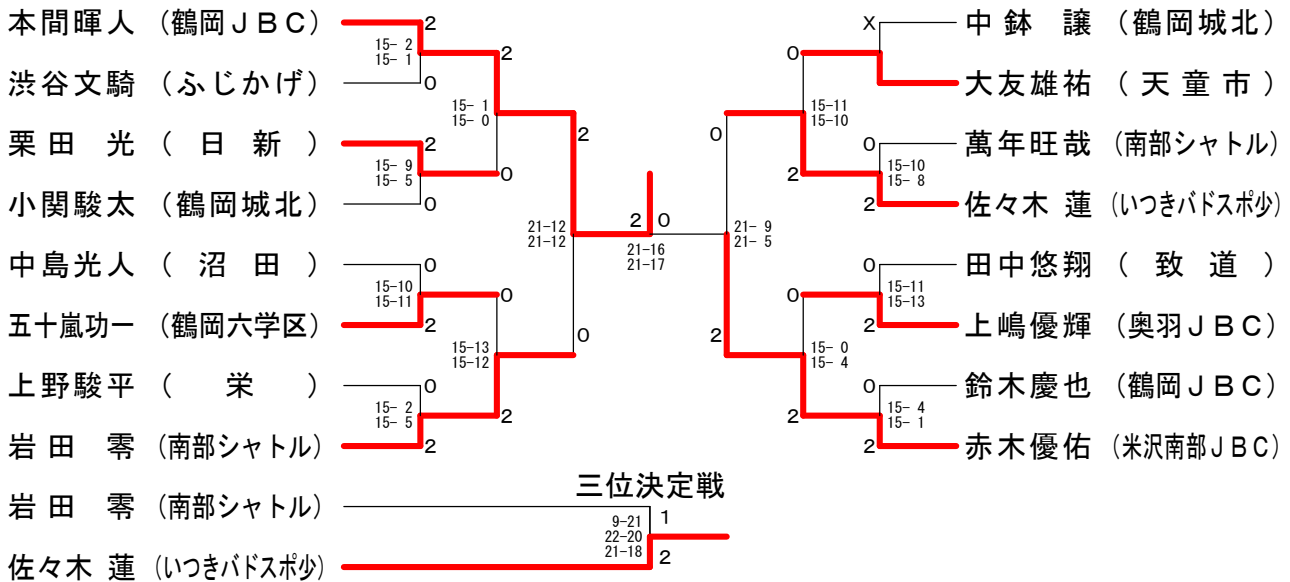 本間暉人 (鶴岡ＪＢＣ) 2
15- 2
15- 1
2
渋谷文騎 (ふじかげ) 0
15- 1
15- 0
2
栗田 光 ( 日 新 ) 2
15- 9
15- 5
0
小関駿太 (鶴岡城北) 0
21-12
21-12
2 0
21-16
21-17
中島光人 ( 沼 田 ) 0
15-10
15-11
0
五十嵐功一 (鶴岡六学区) 2
15-13
15-12
0
上野駿平 ( 栄 ) 0
15- 2
15- 5
2
岩田 零 (南部シャトル) 2
x 中鉢 譲 (鶴岡城北)
0
大友雄祐 ( 天 童 市 )
0
15-11
15-10
0 萬年旺哉 (南部シャトル)
15-10
15- 8
2
2 佐々木 蓮 (いつきバドスポ少)
21- 9
21- 5
0 田中悠翔 ( 致 道 )
15-11
15-13
0
2 上嶋優輝 (奥羽ＪＢＣ)
2
15- 0
15- 4
0 鈴木慶也 (鶴岡ＪＢＣ)
15- 4
15- 1
2
2 赤木優佑 (米沢南部ＪＢＣ)
三位決定戦
岩田 零 (南部シャトル) 1
9-21
22-20
21-18
佐々木 蓮 (いつきバドスポ少) 2